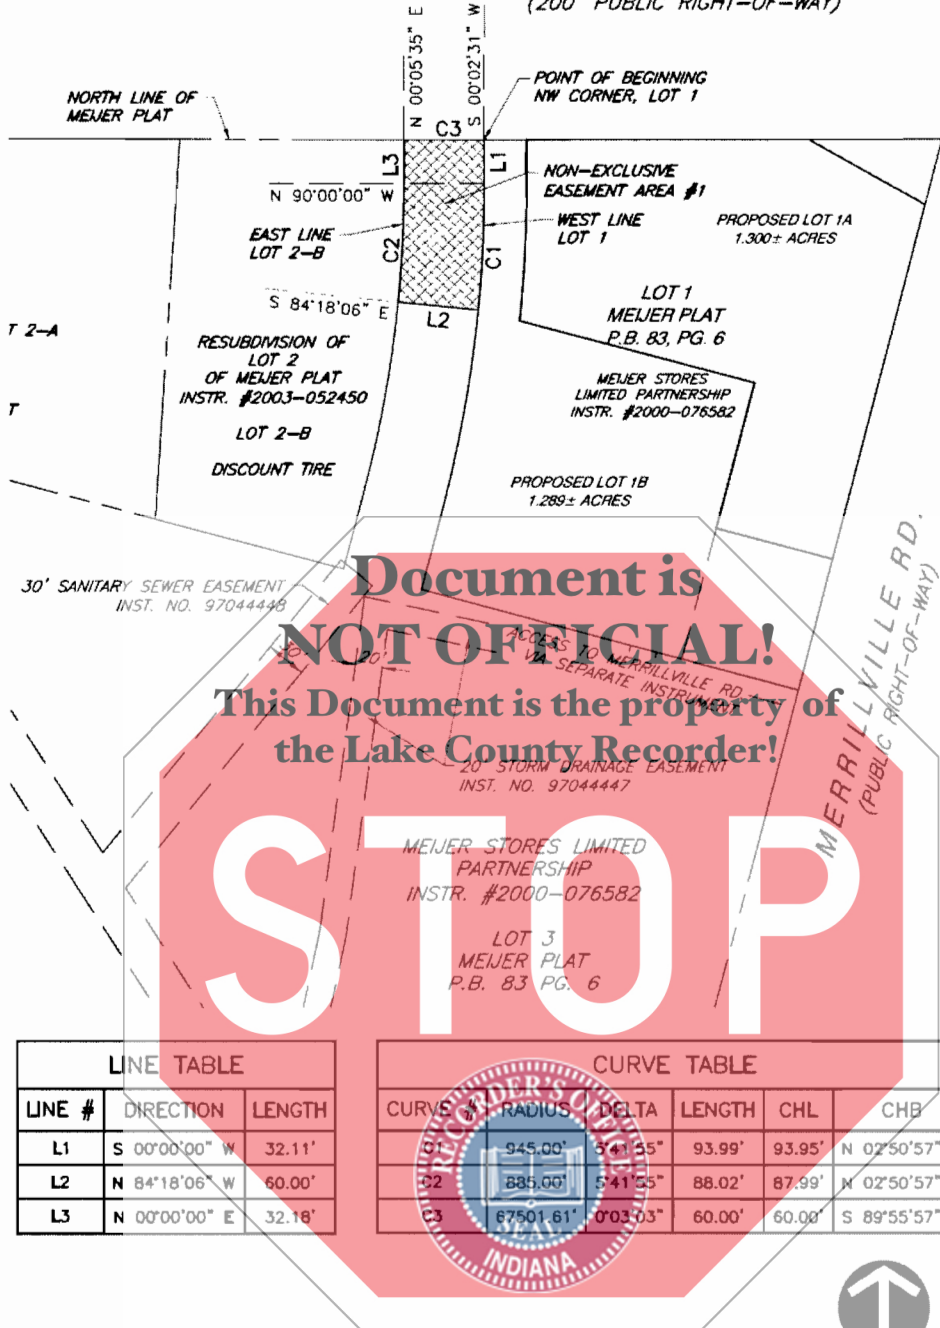 (200' PUBLIC RIGHT-OF-WAY)
N 00°05'35" E
S 00°02'31" W
NORTH LINE OF
MEIJER PLAT
POINT OF BEGINNING
NW CORNER, LOT 1
C3
L3
L1
N 90°00'00" W
NON-EXCLUSIVE
EASEMENT AREA #1
EAST LINE
LOT 2-B
C2
C1
WEST LINE
LOT 1
PROPOSED LOT 1A
1.300± ACRES
S 84°18'06" E
L2
LOT 1
MEIJER PLAT
P.B. 83, PG. 6
T 2-A
RESUBDIVISION OF
LOT 2
OF MEIJER PLAT
INSTR. #2003-052450
LOT 2-B
DISCOUNT TIRE
T
MEIJER STORES
LIMITED PARTNERSHIP
INSTR. #2000-076582
PROPOSED LOT 1B
1.289± ACRES
MERRILLVILLE RD.
(PUBLIC RIGHT-OF-WAY)
30' SANITARY SEWER EASEMENT
INST. NO. 97044448
Document is
NOT OFFICIAL!
This Document is the property of
the Lake County Recorder!
ACCESS TO MERRILLVILLE RD
VIA SEPARATE INSTRUMENT
20'
20' STORM DRAINAGE EASEMENT
INST. NO. 97044447
STOP
MEIJER STORES LIMITED
PARTNERSHIP
INSTR. #2000-076582
LOT 3
MEIJER PLAT
P.B. 83 PG. 6
LINE TABLE
LINE # DIRECTION LENGTH
L1 S 00°00'00" W 32.11'
L2 N 84°18'06" W 60.00'
L3 N 00°00'00" E 32.18'
CURVE TABLE
CURVE # RADIUS DELTA LENGTH CHL CHB
C1 945.00' 5°41'55" 93.99' 93.95' N 02°50'57"
C2 885.00' 5°41'55" 88.02' 87.99' N 02°50'57"
C3 67501.61' 0°03'03" 60.00' 60.00' S 89°55'57"
RECORDER'S OFFICE
SEAL
INDIANA